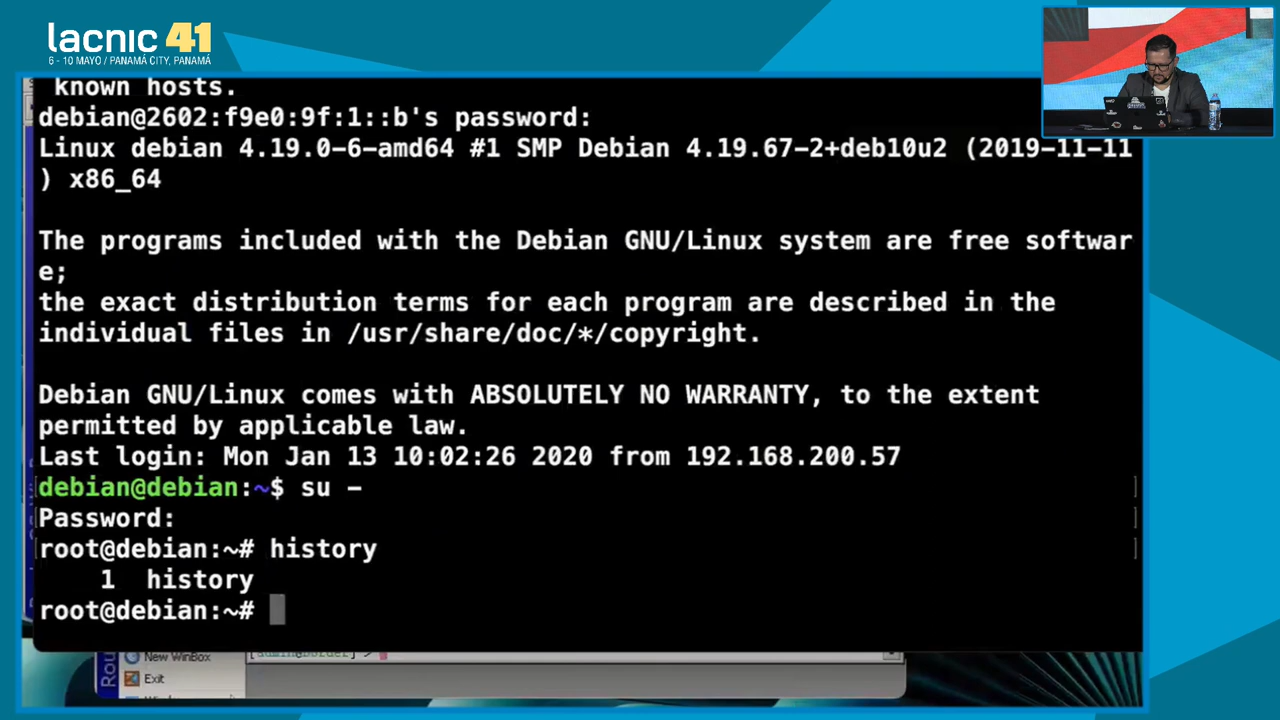 lacnic 41
6 - 10 MAYO / PANAMÁ CITY, PANAMÁ
known hosts.
debian@2602:f9e0:9f:1::b's password:
Linux debian 4.19.0-6-amd64 #1 SMP Debian 4.19.67-2+deb10u2 (2019-11-11
) x86_64
The programs included with the Debian GNU/Linux system are free softwar
e;
the exact distribution terms for each program are described in the
individual files in /usr/share/doc/*/copyright.
Debian GNU/Linux comes with ABSOLUTELY NO WARRANTY, to the extent
permitted by applicable law.
Last login: Mon Jan 13 10:02:26 2020 from 192.168.200.57
debian@debian:~$ su -
Password:
root@debian:~# history
1 history
root@debian:~#
New WinBox
Exit